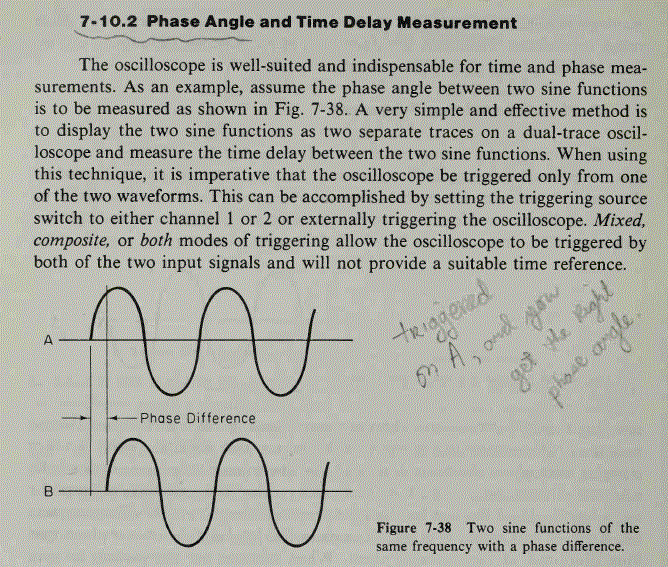 7-10.2 Phase Angle and Time Delay Measurement
The oscilloscope is well-suited and indispensable for time and phase mea-
surements. As an example, assume the phase angle between two sine functions
is to be measured as shown in Fig. 7-38. A very simple and effective method is
to display the two sine functions as two separate traces on a dual-trace oscil-
loscope and measure the time delay between the two sine functions. When using
this technique, it is imperative that the oscilloscope be triggered only from one
of the two waveforms. This can be accomplished by setting the triggering source
switch to either channel 1 or 2 or externally triggering the oscilloscope. Mixed,
composite, or both modes of triggering allow the oscilloscope to be triggered by
both of the two input signals and will not provide a suitable time reference.
triggered
on A, and you
get the right
phase angle.
A
Phase Difference
B
Figure 7-38 Two sine functions of the
same frequency with a phase difference.